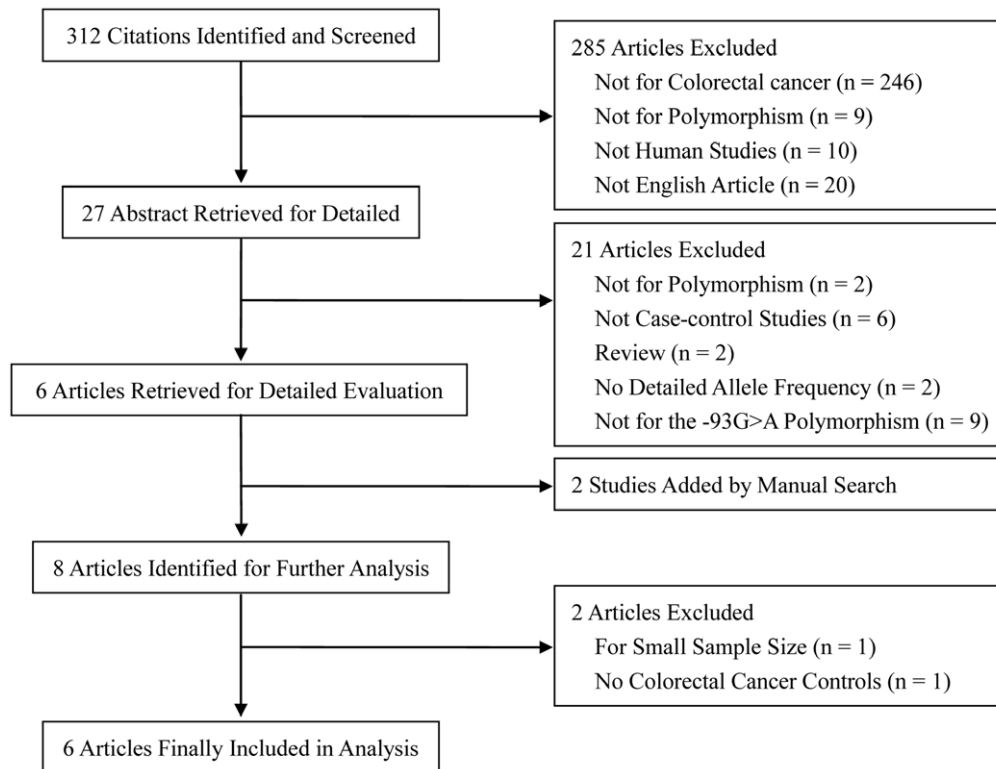 312 Citations Identified and Screened
285 Articles Excluded
Not for Colorectal cancer (n = 246)
Not for Polymorphism (n = 9)
Not Human Studies (n = 10)
Not English Article (n = 20)
27 Abstract Retrieved for Detailed
21 Articles Excluded
Not for Polymorphism (n = 2)
Not Case-control Studies (n = 6)
Review (n = 2)
No Detailed Allele Frequency (n = 2)
Not for the -93G>A Polymorphism (n = 9)
6 Articles Retrieved for Detailed Evaluation
2 Studies Added by Manual Search
8 Articles Identified for Further Analysis
2 Articles Excluded
For Small Sample Size (n = 1)
No Colorectal Cancer Controls (n = 1)
6 Articles Finally Included in Analysis